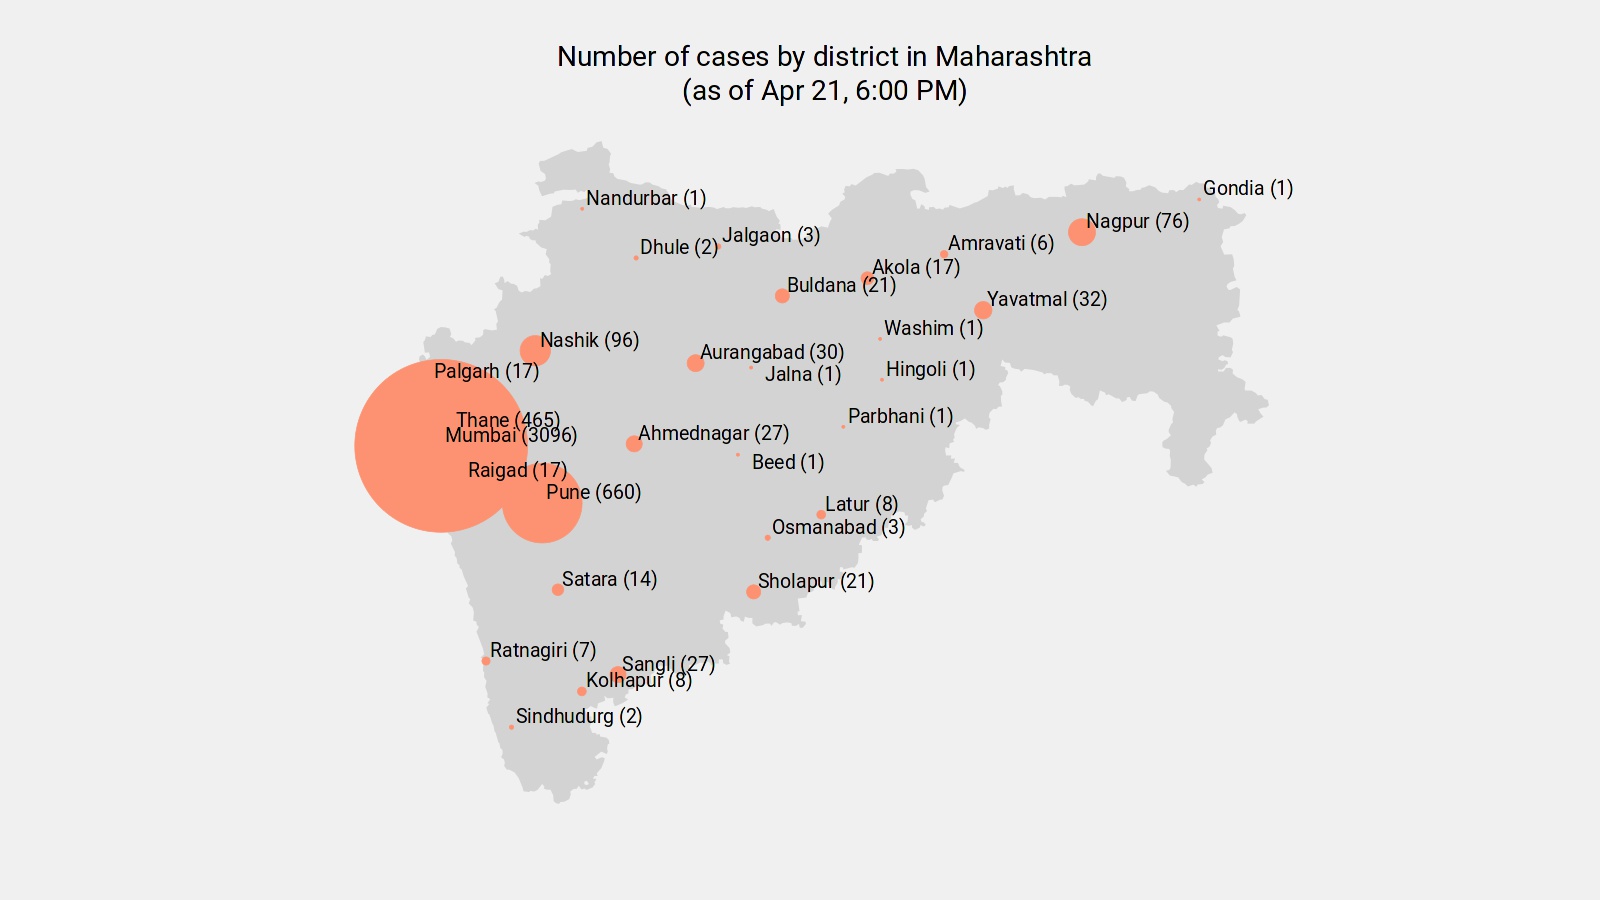 Number of cases by district in Maharashtra
(as of Apr 21, 6:00 PM)
Gondia (1)
Nandurbar (1)
Nagpur (76)
Jalgaon (3)
Amravati (6)
Dhule (2)
Akola (17)
Buldana (21)
Yavatmal (32)
Washim (1)
Nashik (96)
Aurangabad (30)
Hingoli (1)
Palgarh (17)
Jalna (1)
Parbhani (1)
Thane (465)
Mumbai (3096)
Ahmednagar (27)
Beed (1)
Raigad (17)
Pune (660)
Latur (8)
Osmanabad (3)
Satara (14)
Sholapur (21)
Ratnagiri (7)
Sangli (27)
Kolhapur (8)
Sindhudurg (2)